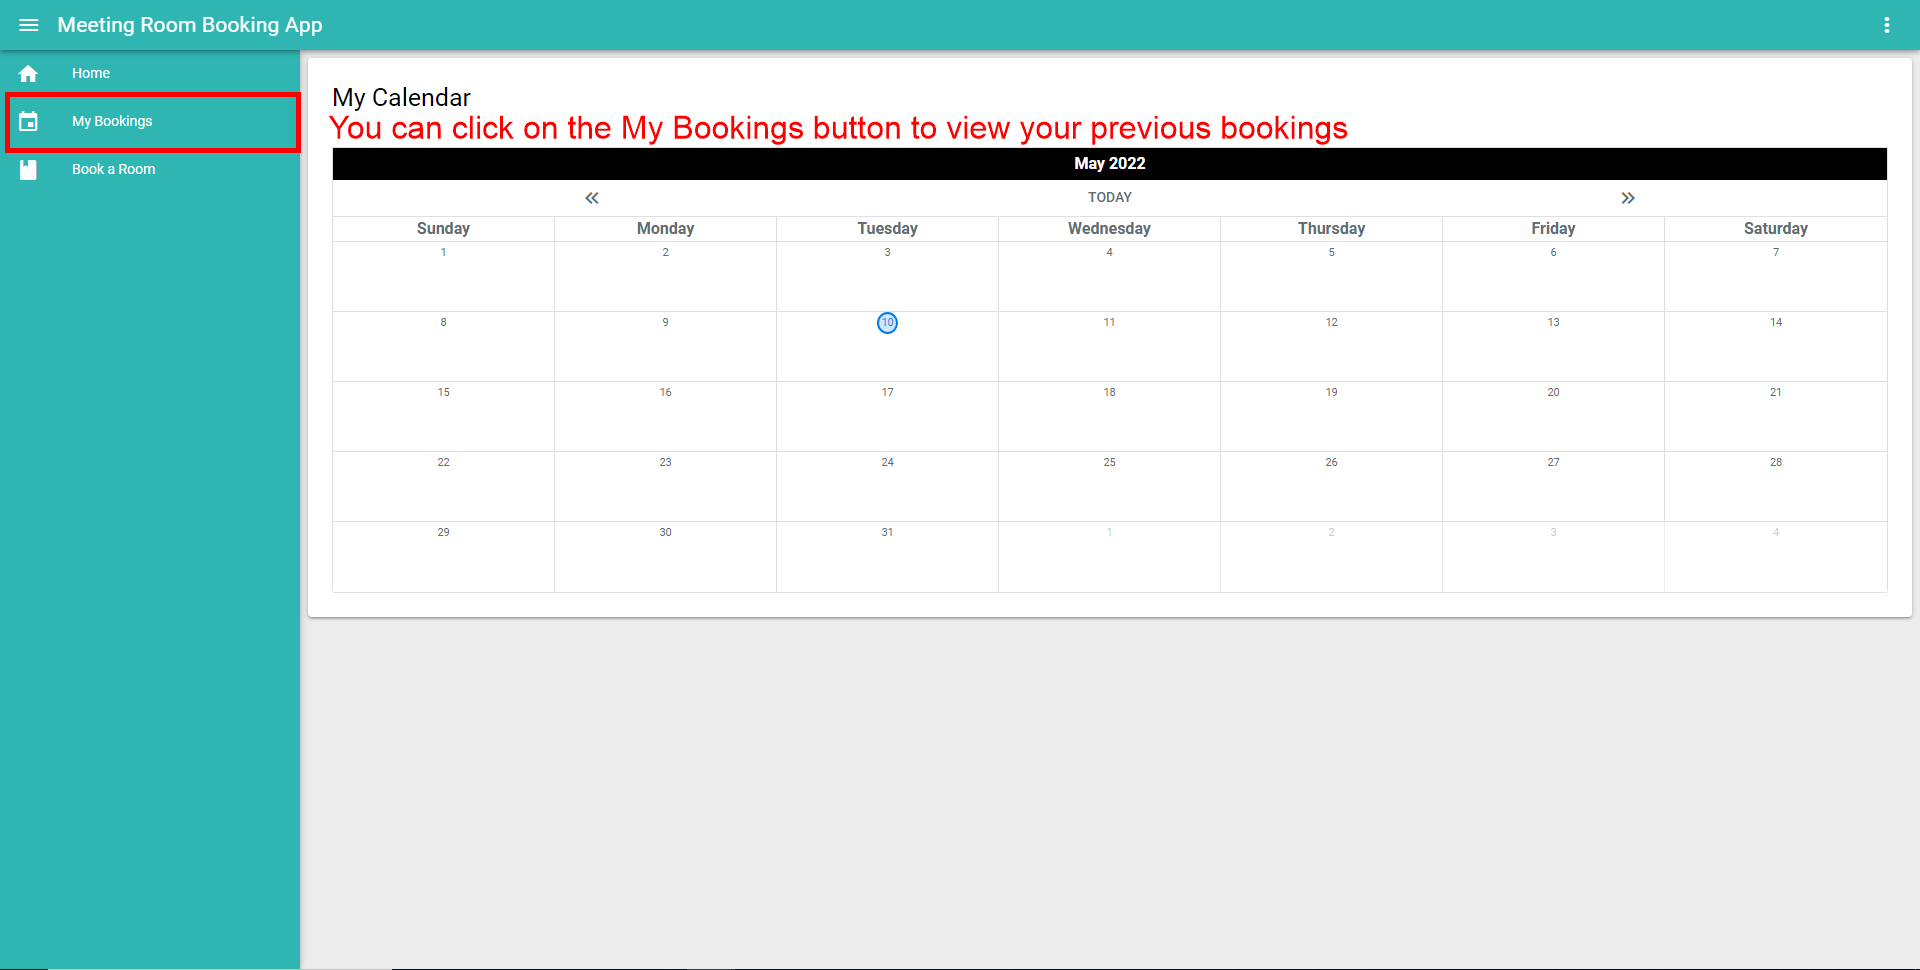 Meeting Room Booking App
Home
My Bookings
Book a Room
My Calendar
You can click on the My Bookings button to view your previous bookings
May 2022
TODAY
Sunday Monday Tuesday Wednesday Thursday Friday Saturday
1 2 3 4 5 6 7
8 9 10 11 12 13 14
15 16 17 18 19 20 21
22 23 24 25 26 27 28
29 30 31 1 2 3 4